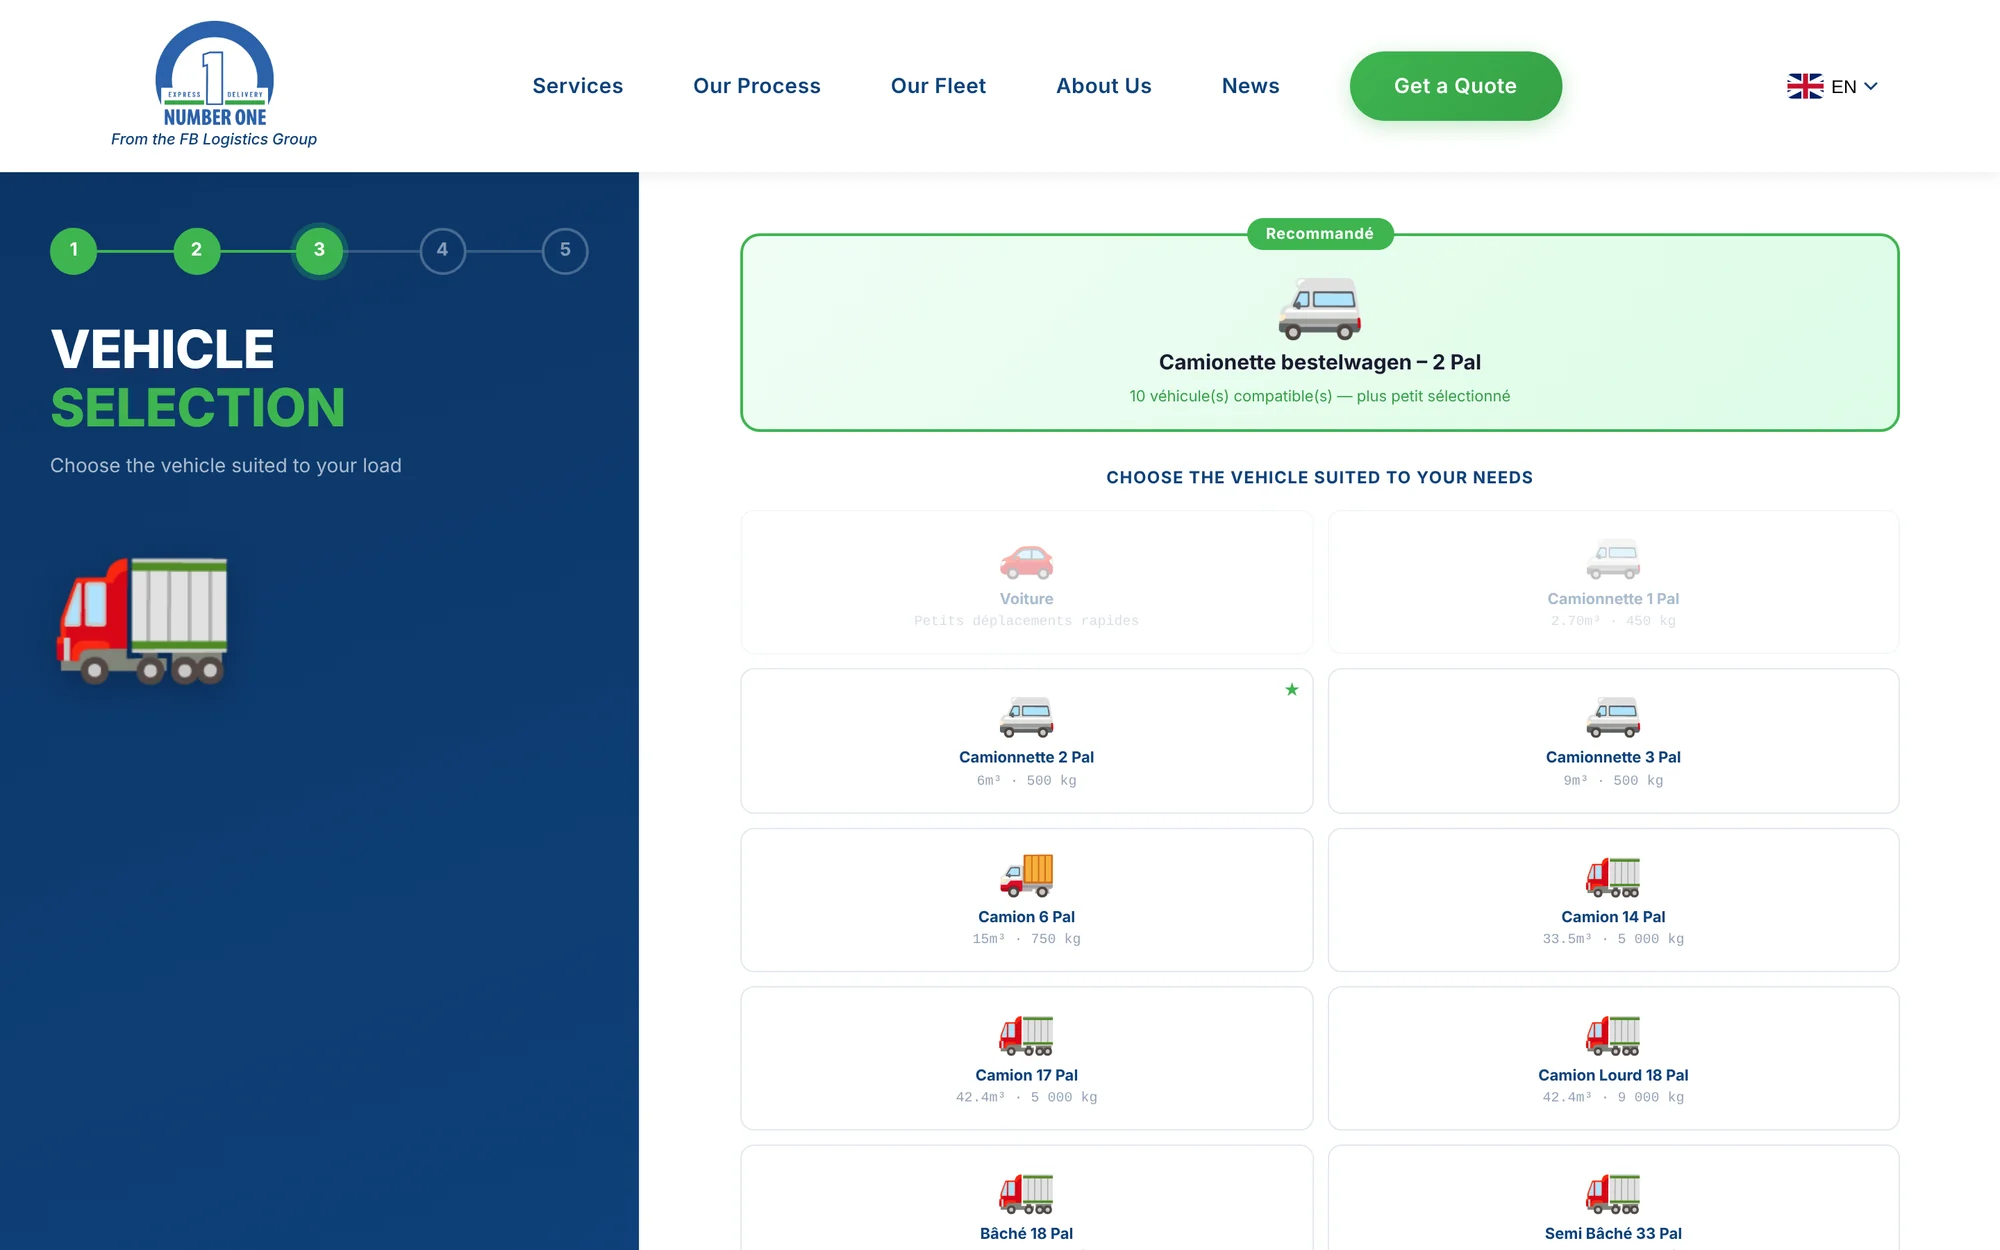 EXPRESS DELIVERY
1
NUMBER ONE
From the FB Logistics Group
Services
Our Process
Our Fleet
About Us
News
Get a Quote
EN
1
2
3
4
5
VEHICLE
SELECTION
Choose the vehicle suited to your load
Recommandé
Camionette bestelwagen – 2 Pal
10 véhicule(s) compatible(s) — plus petit sélectionné
CHOOSE THE VEHICLE SUITED TO YOUR NEEDS
Voiture
Petits déplacements rapides
Camionnette 1 Pal
2.70m³ · 450 kg
Camionnette 2 Pal
6m³ · 500 kg
Camionnette 3 Pal
9m³ · 500 kg
Camion 6 Pal
15m³ · 750 kg
Camion 14 Pal
33.5m³ · 5 000 kg
Camion 17 Pal
42.4m³ · 5 000 kg
Camion Lourd 18 Pal
42.4m³ · 9 000 kg
Bâché 18 Pal
Semi Bâché 33 Pal